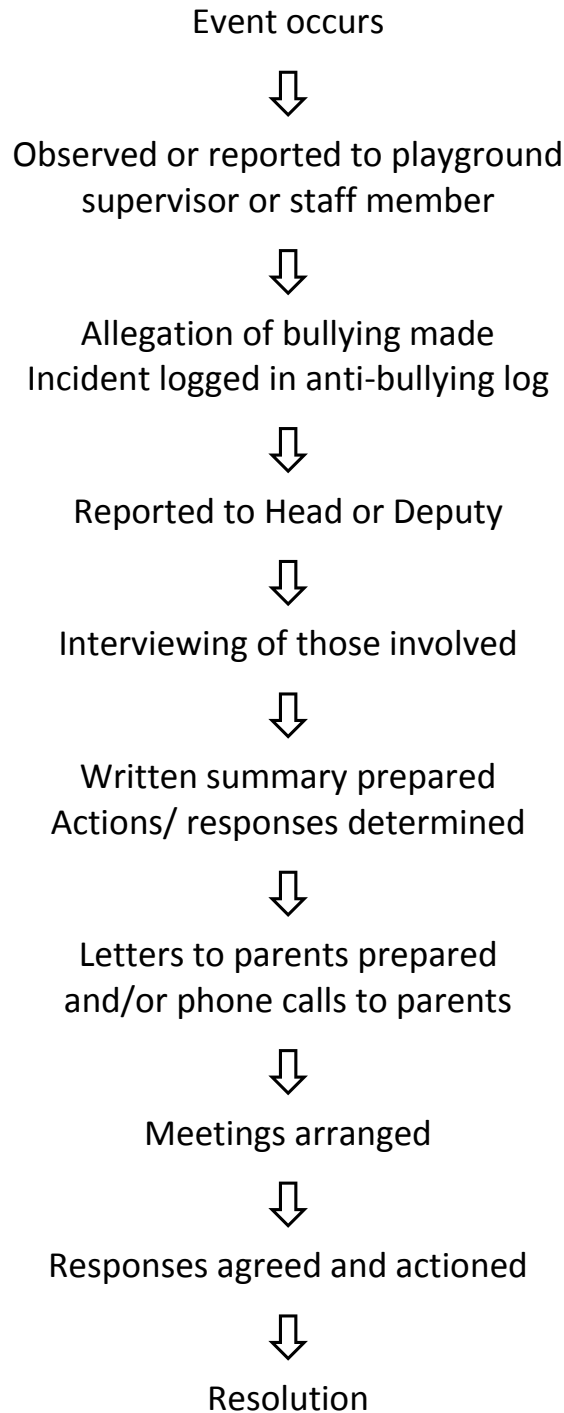 Event occurs
Observed or reported to playground
supervisor or staff member
Allegation of bullying made
Incident logged in anti-bullying log
Reported to Head or Deputy
Interviewing of those involved
Written summary prepared
Actions/ responses determined
Letters to parents prepared
and/or phone calls to parents
Meetings arranged
Responses agreed and actioned
Resolution